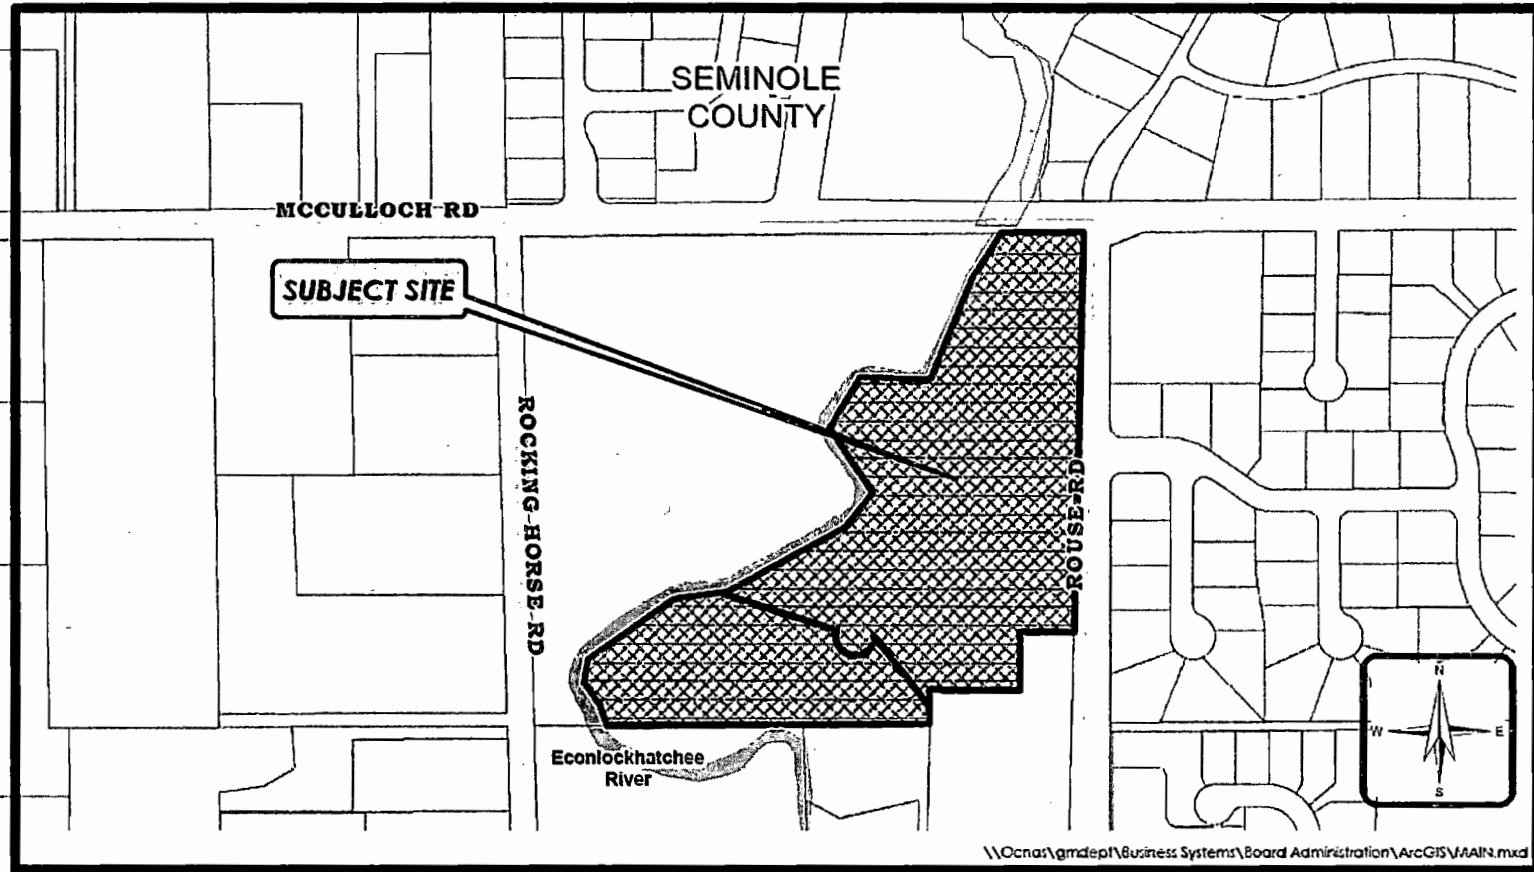 SEMINOLE
COUNTY
MCCULLOCH RD
SUBJECT SITE
ROCKING-HORSE-RD
ROUSE-RD
Econlockhatchee
River
N
W
E
S
\\Ocnas\gmdept\Business Systems\Board Administration\ArcGIS\MAIN.mxd